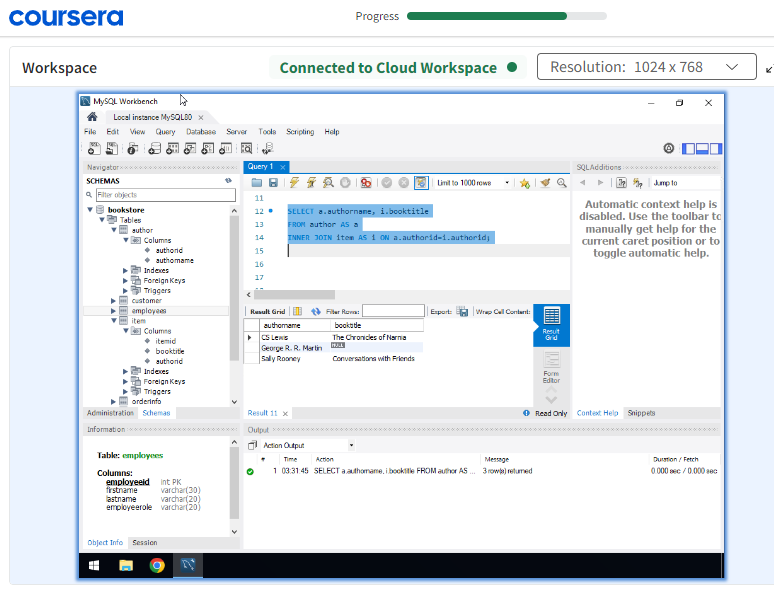 coursera
Progress
Workspace
Connected to Cloud Workspace
Resolution: 1024 x 768
MySQL Workbench
Local instance MySQL80
File Edit View Query Database Server Tools Scripting Help
Navigator
SCHEMAS
Filter objects
bookstore
Tables
author
Columns
authorid
authorname
Indexes
Foreign Keys
Triggers
customer
employees
item
Columns
itemid
booktitle
authorid
Indexes
Foreign Keys
Triggers
orderinfo
Administration Schemas
Information
Table: employees
Columns:
employeeid int PK
firstname varchar(30)
lastname varchar(20)
employeerole varchar(20)
Object Info Session
Query 1
Limit to 1000 rows
11
12 SELECT a.authorname, i.booktitle
13 FROM author AS a
14 INNER JOIN item AS i ON a.authorid=i.authorid;
15
16
17
Result Grid Filter Rows: Export: Wrap Cell Content:
authorname booktitle
CS Lewis The Chronicles of Narnia
George R. R. Martin NULL
Sally Rooney Conversations with Friends
Result Grid
Form Editor
Result 11
Read Only
SQLAdditions
Jump to
Automatic context help is
disabled. Use the toolbar to
manually get help for the
current caret position or to
toggle automatic help.
Context Help Snippets
Output
Action Output
# Time Action Message Duration / Fetch
1 03:31:45 SELECT a.authorname, i.booktitle FROM author AS ... 3 row(s) returned 0.000 sec / 0.000 sec